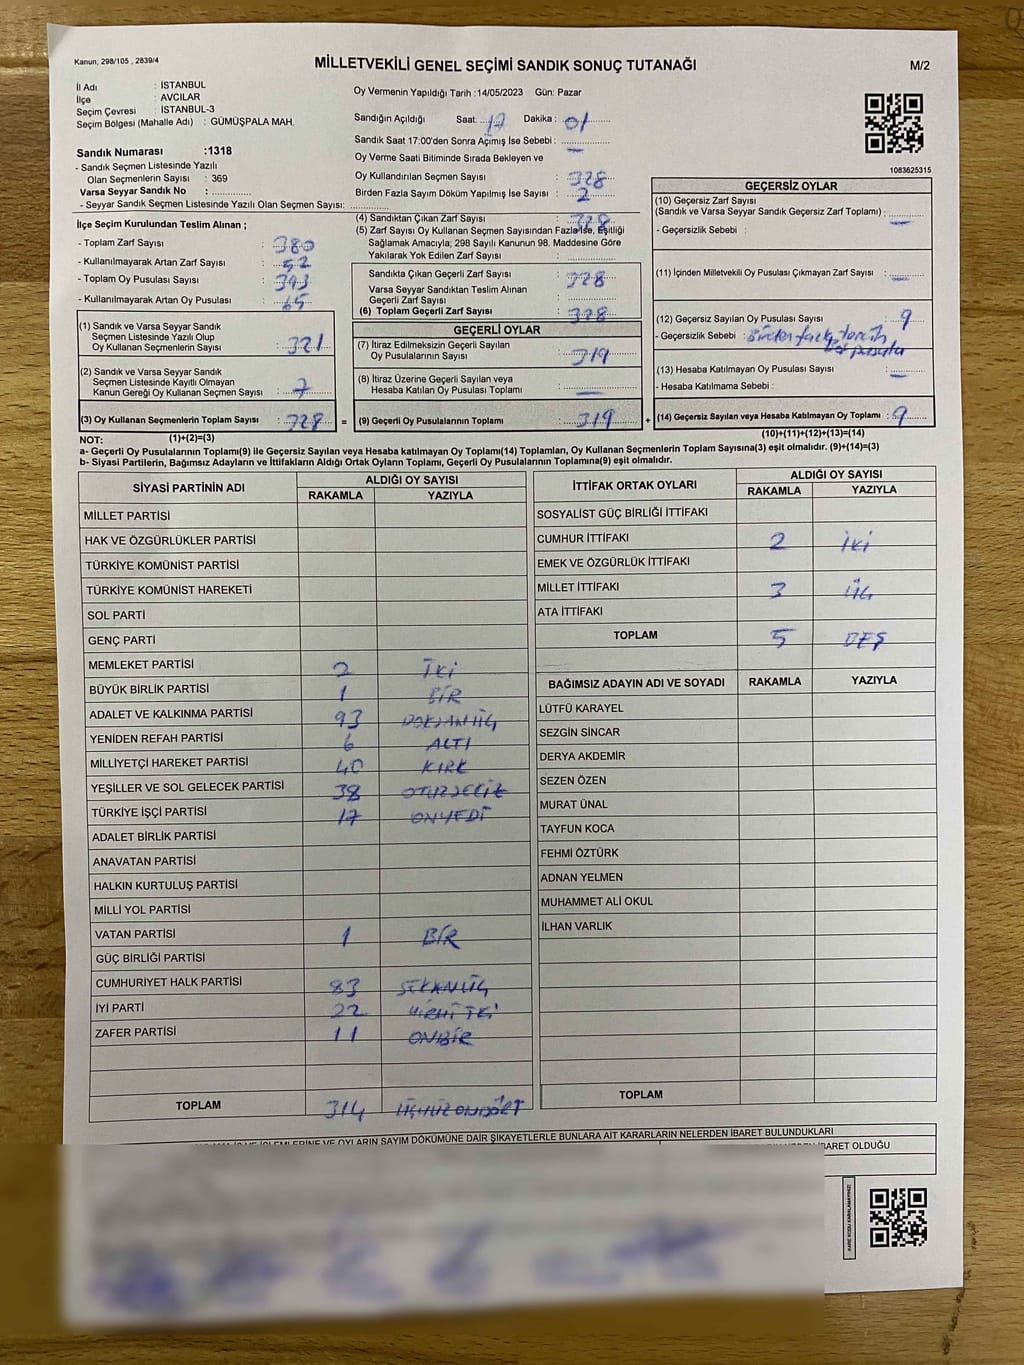 Kanun; 298/105 , 2839/4
MİLLETVEKİLİ GENEL SEÇİMİ SANDIK SONUÇ TUTANAĞI
M/2
İl Adı : İSTANBUL
İlçe : AVCILAR
Seçim Çevresi : İSTANBUL-3
Seçim Bölgesi (Mahalle Adı) : GÜMÜŞPALA MAH.
Sandık Numarası :1318
- Sandık Seçmen Listesinde Yazılı
Olan Seçmenlerin Sayısı : 369
Varsa Seyyar Sandık No :
- Seyyar Sandık Seçmen Listesinde Yazılı Olan Seçmen Sayısı:
Oy Vermenin Yapıldığı Tarih :14/05/2023 Gün: Pazar
Sandığın Açıldığı Saat: 17 Dakika : 01
Sandık Saat 17:00'den Sonra Açımış İse Sebebi : —
Oy Verme Saati Bitiminde Sırada Bekleyen ve
Oy Kullandırılan Seçmen Sayısı : 328
Birden Fazla Sayım Döküm Yapılmış İse Sayısı : 2
1083625315
İlçe Seçim Kurulundan Teslim Alınan ;
- Toplam Zarf Sayısı : 380
- Kullanılmayarak Artan Zarf Sayısı : 52
- Toplam Oy Pusulası Sayısı : 393
- Kullanılmayarak Artan Oy Pusulası : 65
(1) Sandık ve Varsa Seyyar Sandık
Seçmen Listesinde Yazılı Olup
Oy Kullanan Seçmenlerin Sayısı : 321
(2) Sandık ve Varsa Seyyar Sandık
Seçmen Listesinde Kayıtlı Olmayan
Kanun Gereği Oy Kullanan Seçmen Sayısı : 7
(3) Oy Kullanan Seçmenlerin Toplam Sayısı : 328
(4) Sandıktan Çıkan Zarf Sayısı : 328
(5) Zarf Sayısı Oy Kullanan Seçmen Sayısından Fazla İse, Eşitliği
Sağlamak Amacıyla; 298 Sayılı Kanunun 98. Maddesine Göre
Yakılarak Yok Edilen Zarf Sayısı :
Sandıkta Çıkan Geçerli Zarf Sayısı : 328
Varsa Seyyar Sandıktan Teslim Alınan
Geçerli Zarf Sayısı :
(6) Toplam Geçerli Zarf Sayısı : 328
GEÇERLİ OYLAR
(7) İtiraz Edilmeksizin Geçerli Sayılan
Oy Pusulalarının Sayısı : 319
(8) İtiraz Üzerine Geçerli Sayılan veya
Hesaba Katılan Oy Pusulaları Toplamı : —
= (9) Geçerli Oy Pusulalarının Toplamı : 319
GEÇERSİZ OYLAR
(10) Geçersiz Zarf Sayısı
(Sandık ve Varsa Seyyar Sandık Geçersiz Zarf Toplamı) : —
- Geçersizlik Sebebi :
(11) İçinden Milletvekili Oy Pusulası Çıkmayan Zarf Sayısı : —
(12) Geçersiz Sayılan Oy Pusulası Sayısı : 9
- Geçersizlik Sebebi : Birden fazla tercih
(13) Hesaba Katılmayan Oy Pusulası Sayısı : —
- Hesaba Katılmama Sebebi :
+ (14) Geçersiz Sayılan veya Hesaba Katılmayan Oy Toplamı : 9
NOT: (1)+(2)=(3) (10)+(11)+(12)+(13)=(14)
a- Geçerli Oy Pusulalarının Toplamı(9) ile Geçersiz Sayılan veya Hesaba katılmayan Oy Toplamı(14) Toplamları, Oy Kullanan Seçmenlerin Toplam Sayısına(3) eşit olmalıdır. (9)+(14)=(3)
b- Siyasi Partilerin, Bağımsız Adayların ve İttifakların Aldığı Ortak Oyların Toplamı, Geçerli Oy Pusulalarının Toplamına(9) eşit olmalıdır.
SİYASİ PARTİNİN ADI ALDIĞI OY SAYISI
RAKAMLA YAZIYLA
MİLLET PARTİSİ
HAK VE ÖZGÜRLÜKLER PARTİSİ
TÜRKİYE KOMÜNİST PARTİSİ
TÜRKİYE KOMÜNİST HAREKETİ
SOL PARTİ
GENÇ PARTİ
MEMLEKET PARTİSİ 2 İKİ
BÜYÜK BİRLİK PARTİSİ 1 BİR
ADALET VE KALKINMA PARTİSİ 93 DOKSANÜÇ
YENİDEN REFAH PARTİSİ 6 ALTI
MİLLİYETÇİ HAREKET PARTİSİ 40 KIRK
YEŞİLLER VE SOL GELECEK PARTİSİ 38 OTUZSEKİZ
TÜRKİYE İŞÇİ PARTİSİ 17 ONYEDİ
ADALET BİRLİK PARTİSİ
ANAVATAN PARTİSİ
HALKIN KURTULUŞ PARTİSİ
MİLLİ YOL PARTİSİ
VATAN PARTİSİ 1 BİR
GÜÇ BİRLİĞİ PARTİSİ
CUMHURİYET HALK PARTİSİ 83 SEKSENÜÇ
İYİ PARTİ 22 YİRMİ İKİ
ZAFER PARTİSİ 11 ONBİR
TOPLAM 314 ÜÇYÜZONDÖRT
İTTİFAK ORTAK OYLARI ALDIĞI OY SAYISI
RAKAMLA YAZIYLA
SOSYALİST GÜÇ BİRLİĞİ İTTİFAKI
CUMHUR İTTİFAKI 2 İKİ
EMEK VE ÖZGÜRLÜK İTTİFAKI
MİLLET İTTİFAKI 3 ÜÇ
ATA İTTİFAKI
TOPLAM 5 BEŞ
BAĞIMSIZ ADAYIN ADI VE SOYADI RAKAMLA YAZIYLA
LÜTFÜ KARAYEL
SEZGİN SİNCAR
DERYA AKDEMİR
SEZEN ÖZEN
MURAT ÜNAL
TAYFUN KOCA
FEHMİ ÖZTÜRK
ADNAN YELMEN
MUHAMMET ALİ OKUL
İLHAN VARLIK
TOPLAM
İŞLEMLERİNE VE OYLARIN SAYIM DÖKÜMÜNE DAİR ŞİKAYETLERLE BUNLARA AİT KARARLARIN NELERDEN İBARET BULUNDUKLARI
İBARET OLDUĞU
KARE KODU KARALAMAYINIZ!